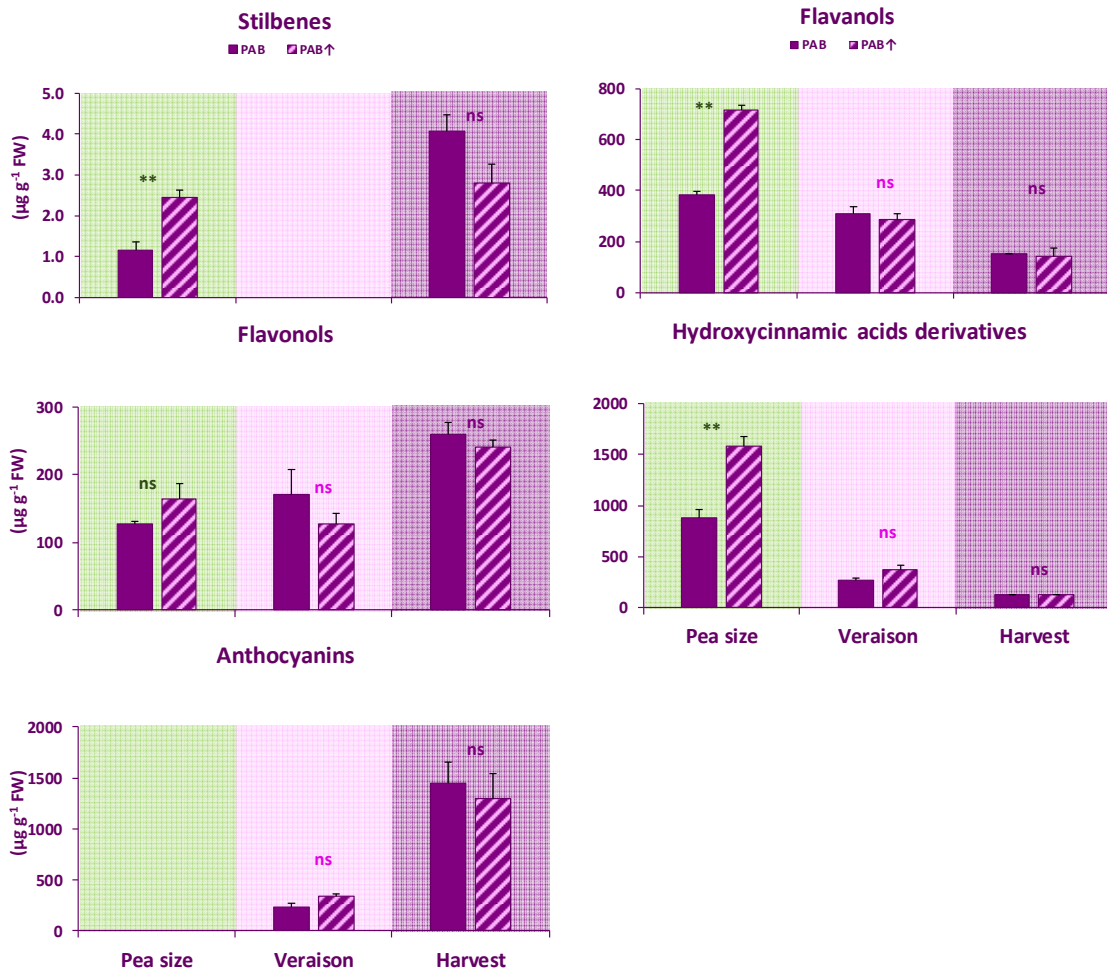 Stilbenes
PAB PAB↑
5.0
4.0
3.0
2.0
1.0
0.0
(µg g-1 FW)
**
ns
Flavanols
PAB PAB↑
800
600
400
200
0
**
ns
ns
Flavonols
300
200
100
0
(µg g-1 FW)
ns
ns
ns
Hydroxycinnamic acids derivatives
2000
1500
1000
500
0
**
ns
ns
Pea size Veraison Harvest
Anthocyanins
2000
1500
1000
500
0
(µg g-1 FW)
ns
ns
Pea size Veraison Harvest